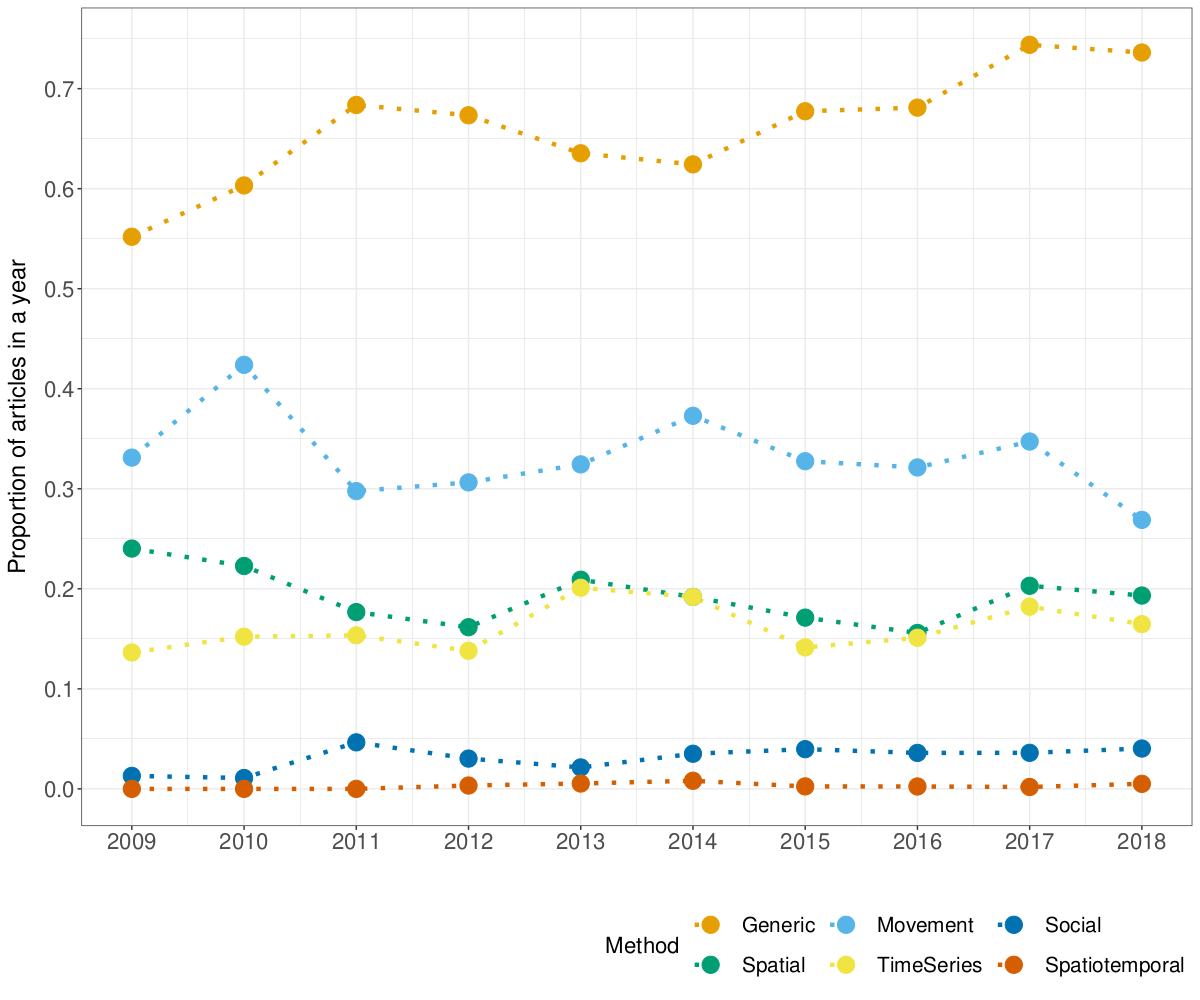 Proportion of articles in a year
0.7
0.6
0.5
0.4
0.3
0.2
0.1
0.0
2009 2010 2011 2012 2013 2014 2015 2016 2017 2018
Method
Generic Movement Social
Spatial TimeSeries Spatiotemporal